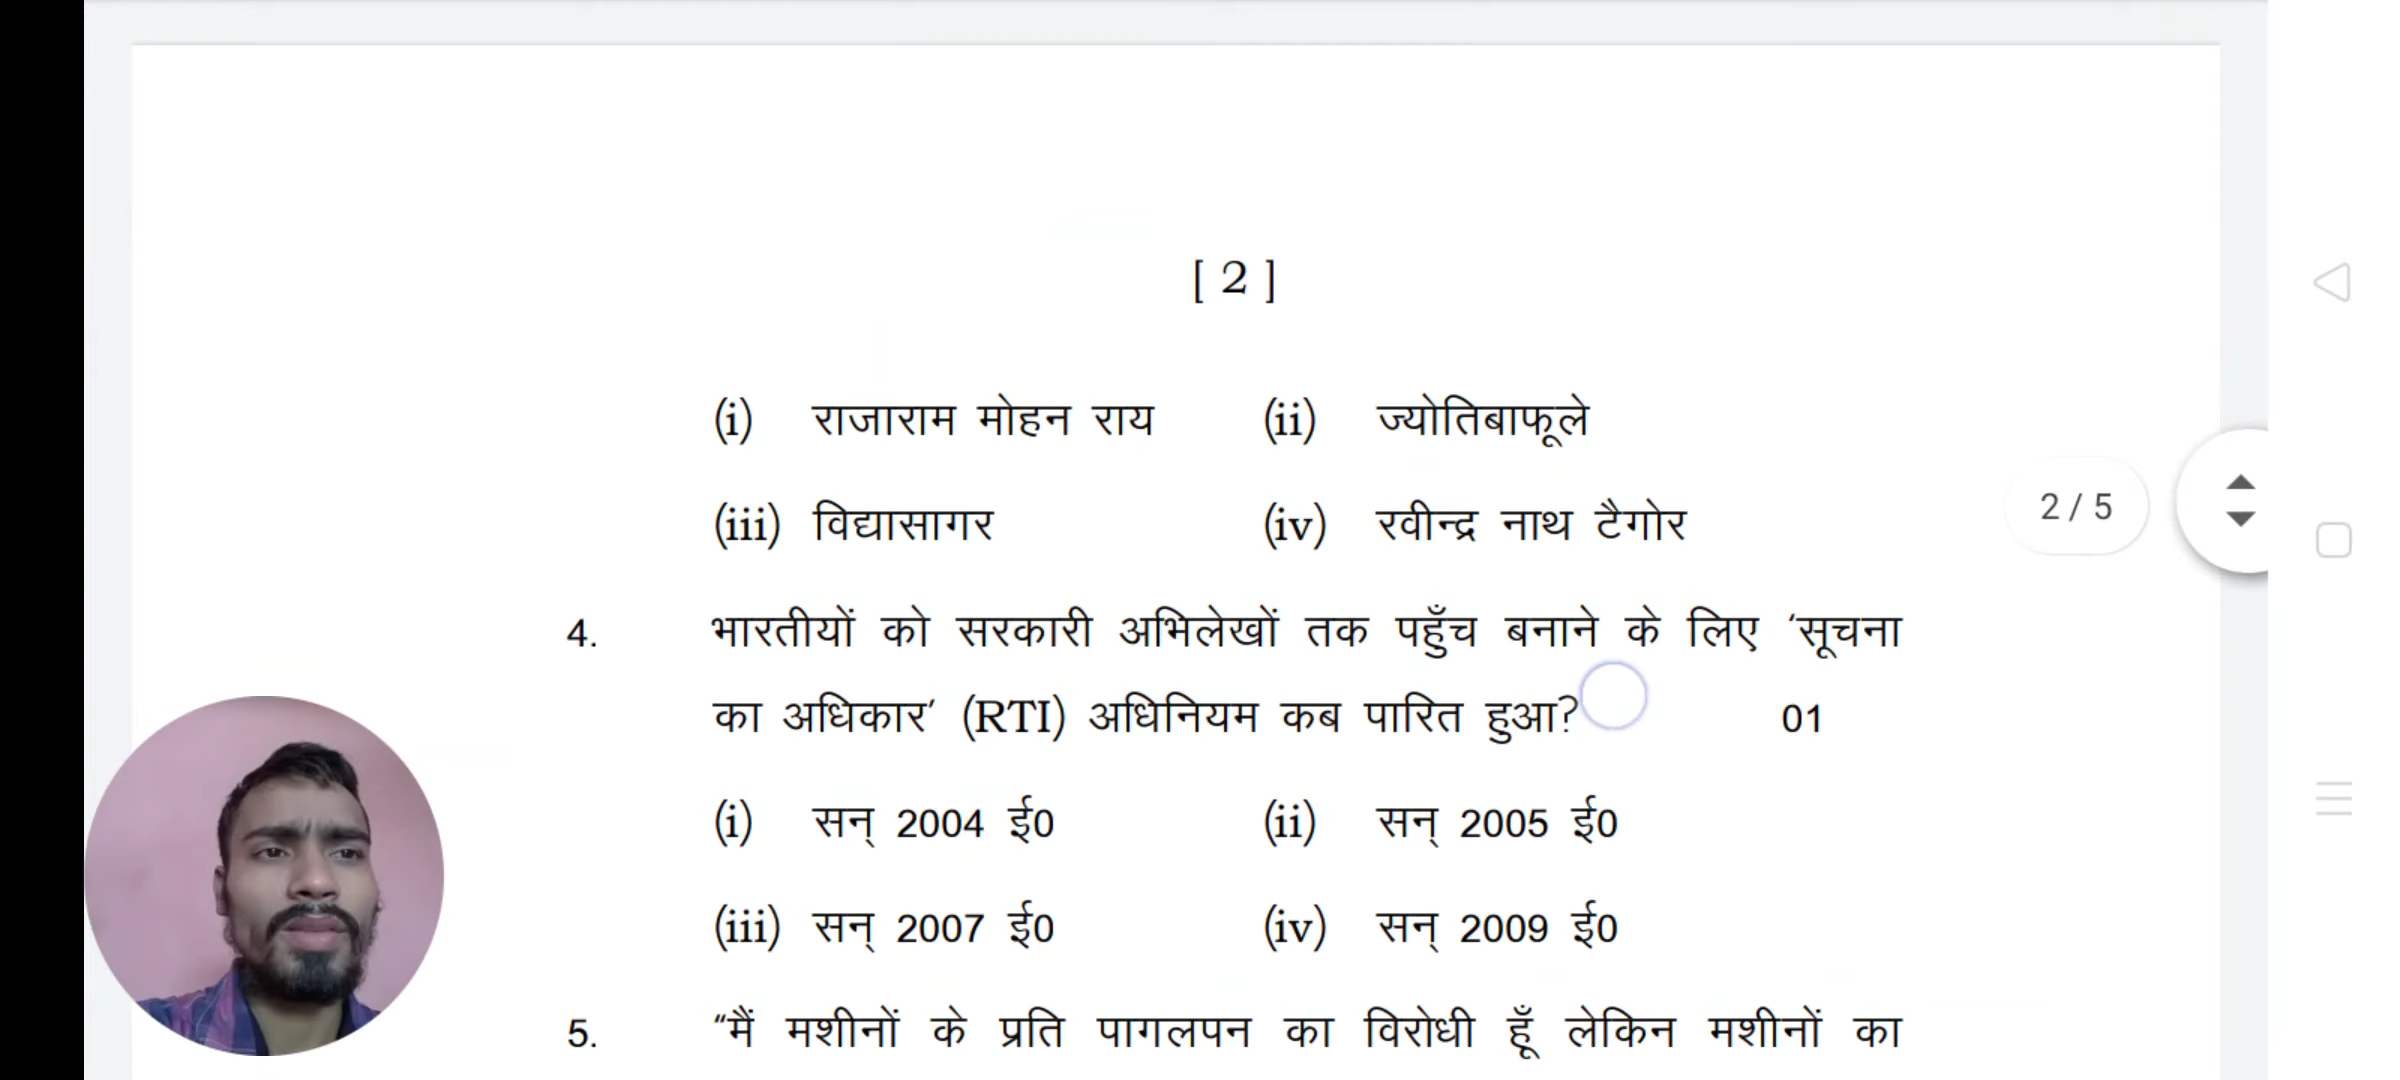 [ 2 ]
(i) राजाराम मोहन राय (ii) ज्योतिबाफूले
(iii) विद्यासागर (iv) रवीन्द्र नाथ टैगोर
2 / 5
4. भारतीयों को सरकारी अभिलेखों तक पहुँच बनाने के लिए ‘सूचना
का अधिकार’ (RTI) अधिनियम कब पारित हुआ? 01
(i) सन् 2004 ई0 (ii) सन् 2005 ई0
(iii) सन् 2007 ई0 (iv) सन् 2009 ई0
5. “मैं मशीनों के प्रति पागलपन का विरोधी हूँ लेकिन मशीनों का